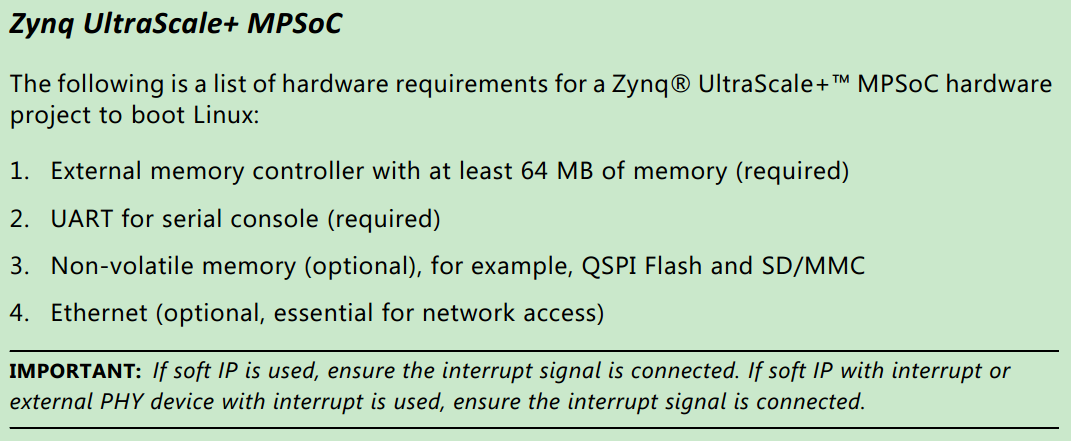 Zynq UltraScale+ MPSoC
The following is a list of hardware requirements for a Zynq® UltraScale+™ MPSoC hardware
project to boot Linux:
1. External memory controller with at least 64 MB of memory (required)
2. UART for serial console (required)
3. Non-volatile memory (optional), for example, QSPI Flash and SD/MMC
4. Ethernet (optional, essential for network access)
IMPORTANT: If soft IP is used, ensure the interrupt signal is connected. If soft IP with interrupt or
external PHY device with interrupt is used, ensure the interrupt signal is connected.